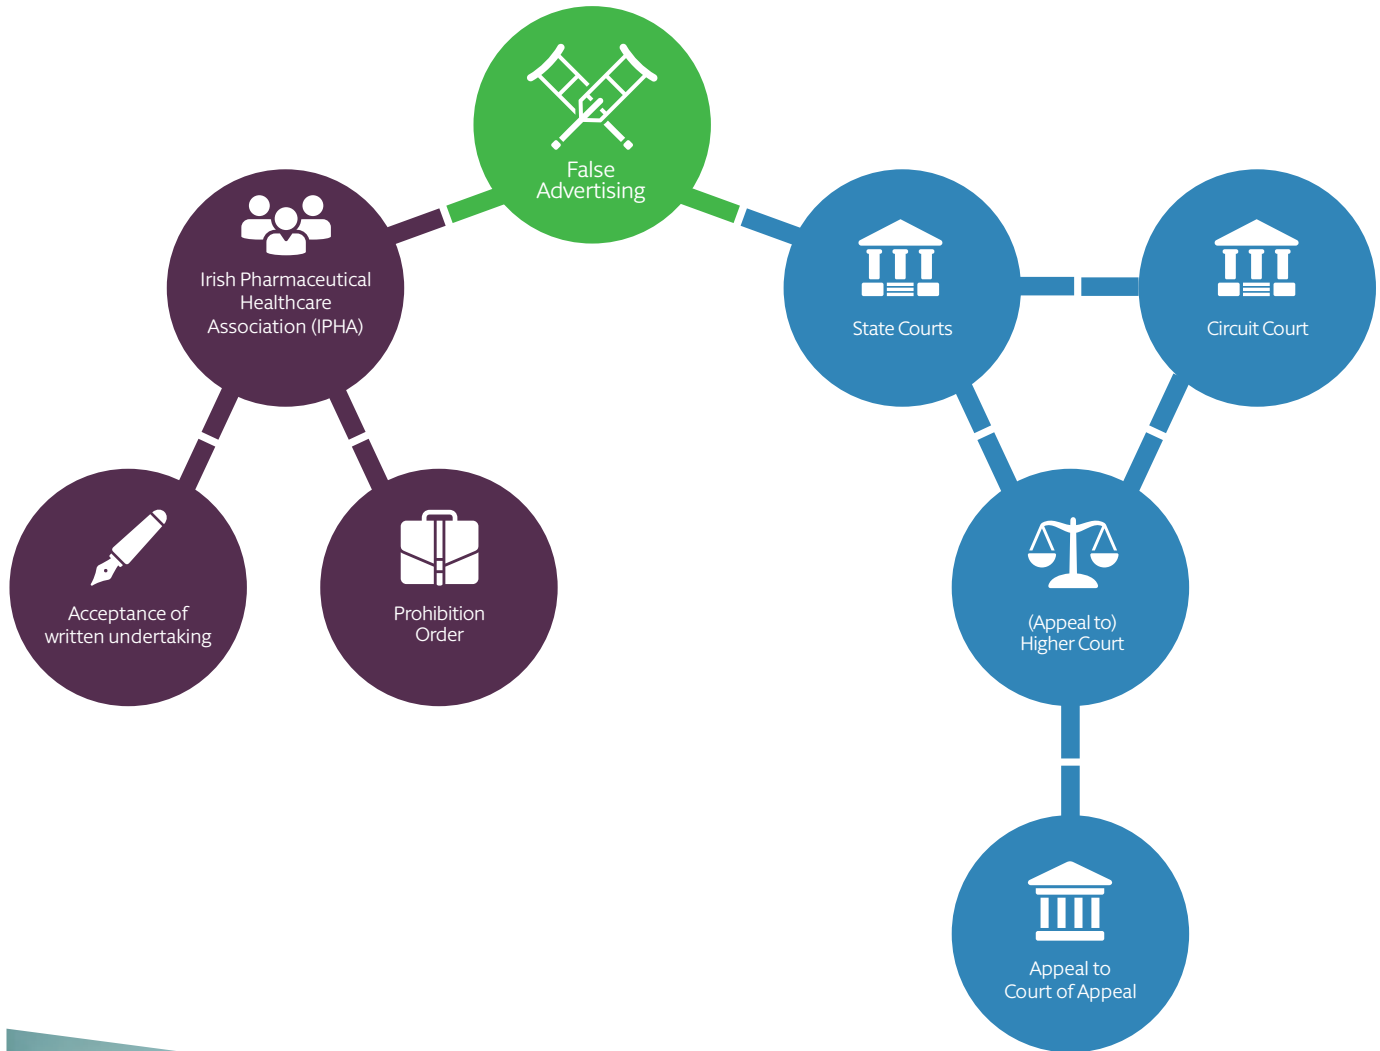 False
Advertising
Irish Pharmaceutical
Healthcare
Association (IPHA)
State Courts
Circuit Court
Acceptance of
written undertaking
Prohibition
Order
(Appeal to)
Higher Court
Appeal to
Court of Appeal